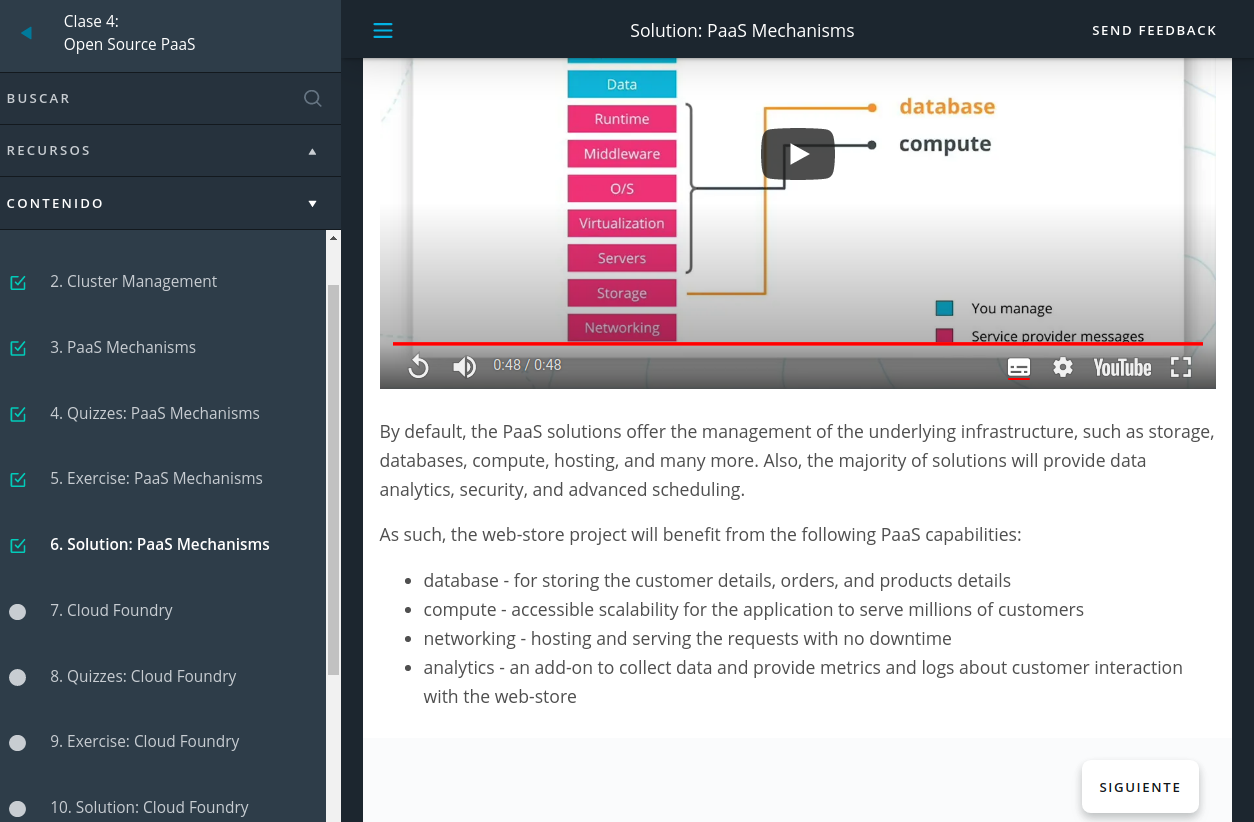 Clase 4:
Open Source PaaS
BUSCAR
RECURSOS
CONTENIDO
2. Cluster Management
3. PaaS Mechanisms
4. Quizzes: PaaS Mechanisms
5. Exercise: PaaS Mechanisms
6. Solution: PaaS Mechanisms
7. Cloud Foundry
8. Quizzes: Cloud Foundry
9. Exercise: Cloud Foundry
10. Solution: Cloud Foundry
Solution: PaaS Mechanisms
SEND FEEDBACK
Data
Runtime
Middleware
O/S
Virtualization
Servers
Storage
Networking
database
compute
You manage
Service provider messages
0:48 / 0:48
YouTube
By default, the PaaS solutions offer the management of the underlying infrastructure, such as storage,
databases, compute, hosting, and many more. Also, the majority of solutions will provide data
analytics, security, and advanced scheduling.
As such, the web-store project will benefit from the following PaaS capabilities:
• database - for storing the customer details, orders, and products details
• compute - accessible scalability for the application to serve millions of customers
• networking - hosting and serving the requests with no downtime
• analytics - an add-on to collect data and provide metrics and logs about customer interaction
with the web-store
SIGUIENTE